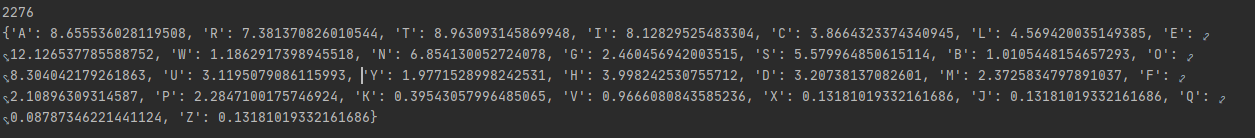 2276
{'A': 8.655536028119508, 'R': 7.381370826010544, 'T': 8.963093145869948, 'I': 8.12829525483304, 'C': 3.8664323374340945, 'L': 4.569420035149385, 'E':
12.126537785588752, 'W': 1.1862917398945518, 'N': 6.854130052724078, 'G': 2.460456942003515, 'S': 5.579964850615114, 'B': 1.0105448154657293, 'O':
8.304042179261863, 'U': 3.1195079086115993, 'Y': 1.9771528998242531, 'H': 3.998242530755712, 'D': 3.20738137082601, 'M': 2.3725834797891037, 'F':
2.10896309314587, 'P': 2.2847100175746924, 'K': 0.39543057996485065, 'V': 0.9666080843585236, 'X': 0.13181019332161686, 'J': 0.13181019332161686, 'Q':
0.08787346221441124, 'Z': 0.13181019332161686}